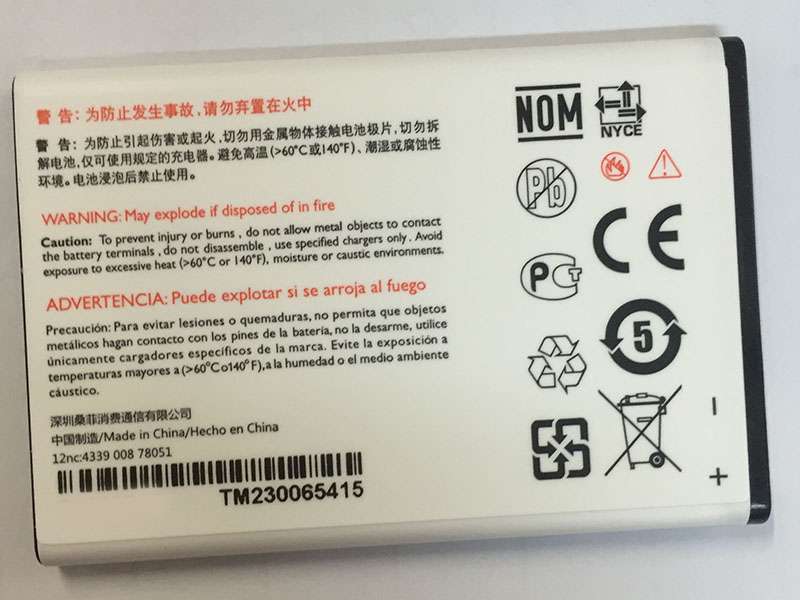 警 告: 为防止发生事故, 请勿弃置在火中
警 告: 为防止引起伤害或起火, 切勿用金属物体接触电池极片, 切勿拆
解电池, 仅可使用规定的充电器。避免高温(>60℃或140℉)、潮湿或腐蚀性
环境。电池浸泡后禁止使用。
WARNING: May explode if disposed of in fire
Caution: To prevent injury or burns , do not allow metal objects to contact
the battery terminals , do not disassemble , use specified chargers only . Avoid
exposure to excessive heat (>60℃ or 140℉), moisture or caustic environments.
ADVERTENCIA: Puede explotar si se arroja al fuego
Precaución: Para evitar lesiones o quemaduras, no permita que objetos
metálicos hagan contacto con los pines de la batería, no la desarme, utilice
únicamente cargadores específicos de la marca. Evite la exposición a
temperaturas mayores a (>60℃o140℉),a la humedad o el medio ambiente
cáustico.
深圳桑菲消费通信有限公司
中国制造/Made in China/Hecho en China
12nc:4339 008 78051
TM230065415
NOM
NYCE
Pb
PCT
CE
5
-
+